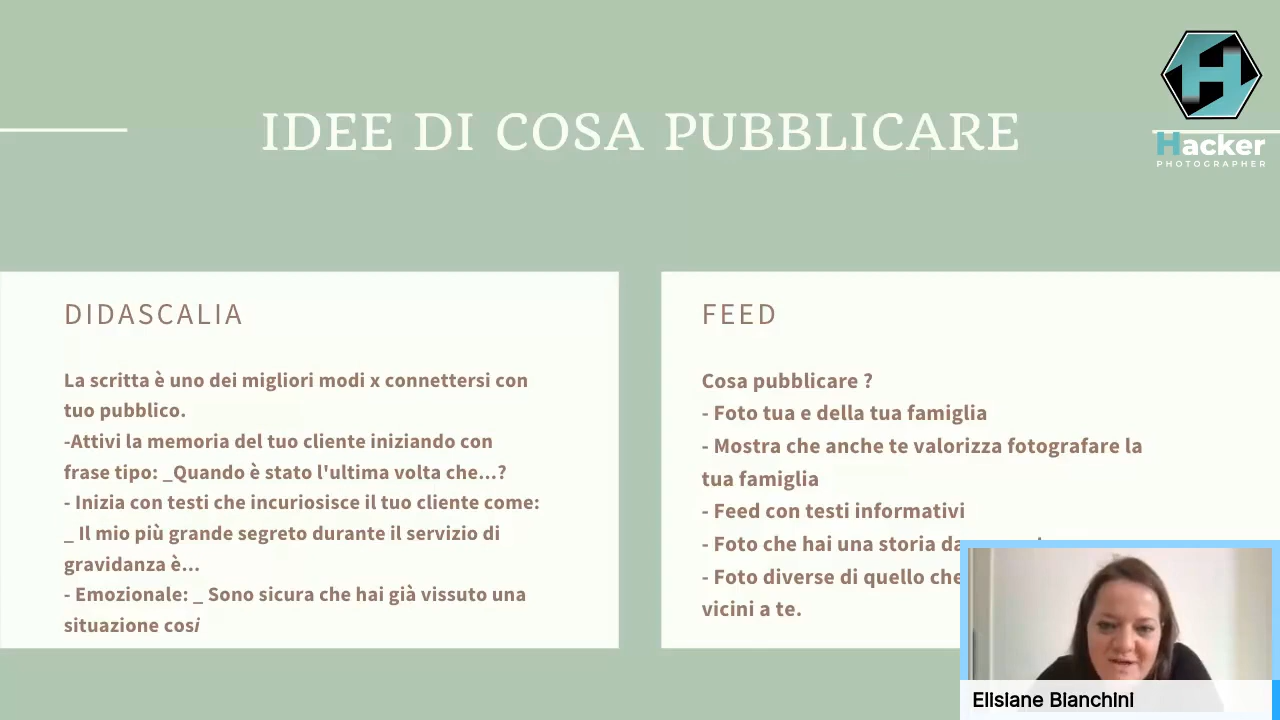 IDEE DI COSA PUBBLICARE
H
Hacker
PHOTOGRAPHER
DIDASCALIA
La scritta è uno dei migliori modi x connettersi con
tuo pubblico.
-Attivi la memoria del tuo cliente iniziando con
frase tipo: _Quando è stato l'ultima volta che...?
- Inizia con testi che incuriosisce il tuo cliente come:
_ Il mio più grande segreto durante il servizio di
gravidanza è...
- Emozionale: _ Sono sicura che hai già vissuto una
situazione cosi
FEED
Cosa pubblicare ?
- Foto tua e della tua famiglia
- Mostra che anche te valorizza fotografare la
tua famiglia
- Feed con testi informativi
- Foto che hai una storia
- Foto diverse di quello che
vicini a te.
Elisiane Bianchini